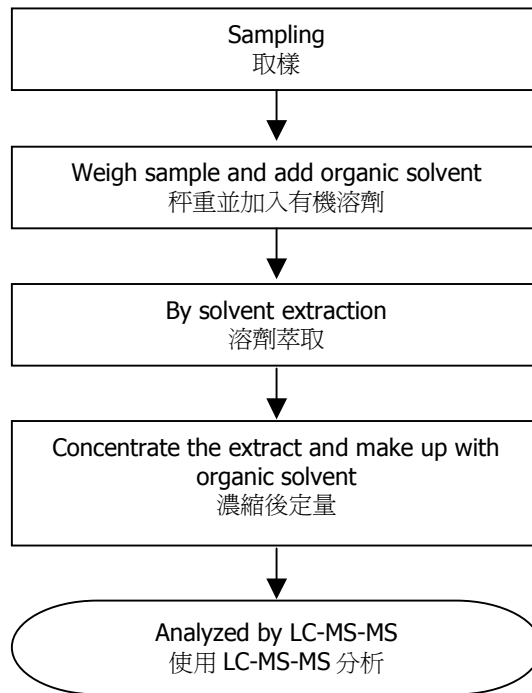 Sampling
取樣
Weigh sample and add organic solvent
秤重並加入有機溶劑
By solvent extraction
溶劑萃取
Concentrate the extract and make up with
organic solvent
濃縮後定量
Analyzed by LC-MS-MS
使用 LC-MS-MS 分析